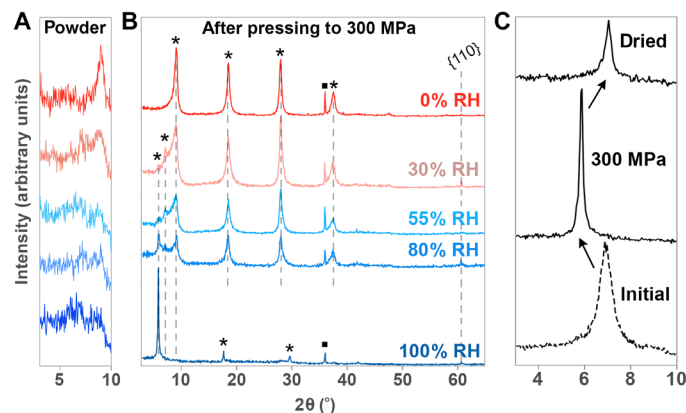 A
Powder
B
After pressing to 300 MPa
C
Intensity (arbitrary units)
*
*
*
■
*
{110}
0% RH
*
*
30% RH
55% RH
80% RH
*
*
■
100% RH
5
10
10
20
30
40
50
60
2θ (°)
Dried
300 MPa
Initial
4
6
8
10